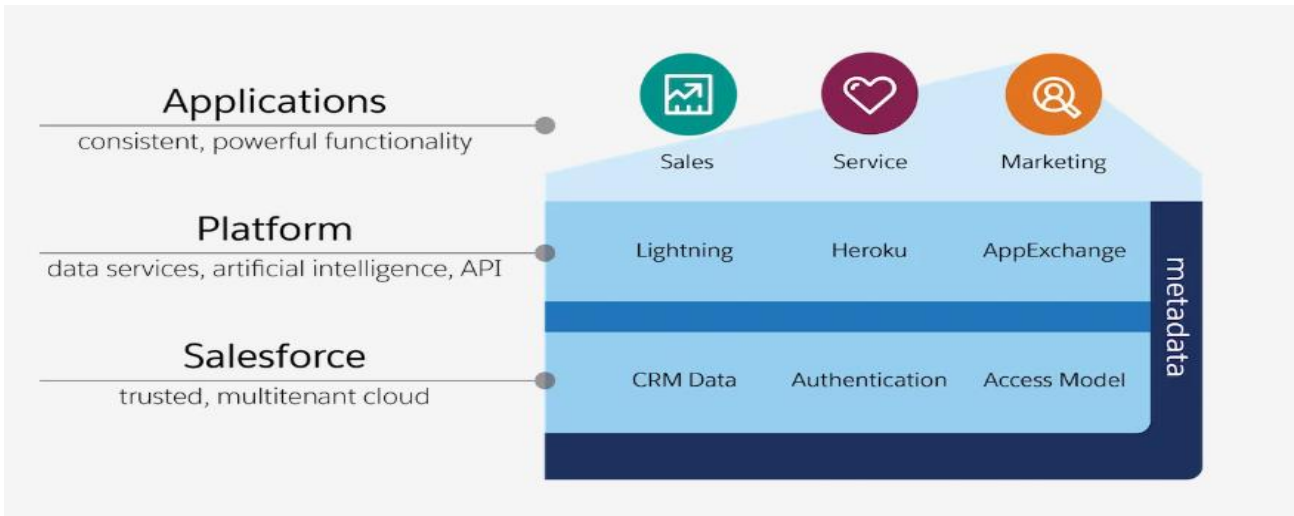 Applications
consistent, powerful functionality
Sales
Service
Marketing
Platform
data services, artificial intelligence, API
Lightning
Heroku
AppExchange
Salesforce
trusted, multitenant cloud
CRM Data
Authentication
Access Model
metadata